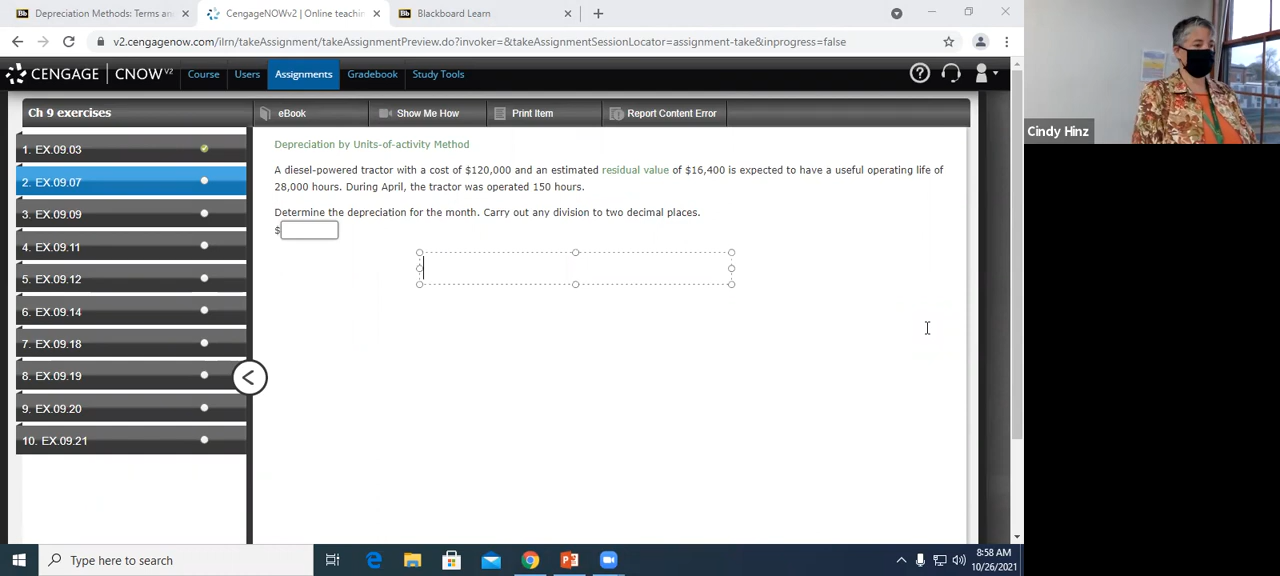 Depreciation Methods: Terms an
CengageNOWv2 | Online teachin
Blackboard Learn
v2.cengagenow.com/ilrn/takeAssignment/takeAssignmentPreview.do?invoker=&takeAssignmentSessionLocator=assignment-take&inprogress=false
CENGAGE | CNOWV2
Course
Users
Assignments
Gradebook
Study Tools
Ch 9 exercises
eBook
Show Me How
Print Item
Report Content Error
1. EX.09.03
2. EX.09.07
3. EX.09.09
4. EX.09.11
5. EX.09.12
6. EX.09.14
7. EX.09.18
8. EX.09.19
9. EX.09.20
10. EX.09.21
Depreciation by Units-of-activity Method
A diesel-powered tractor with a cost of $120,000 and an estimated residual value of $16,400 is expected to have a useful operating life of
28,000 hours. During April, the tractor was operated 150 hours.
Determine the depreciation for the month. Carry out any division to two decimal places.
$
Cindy Hinz
Type here to search
8:58 AM
10/26/2021